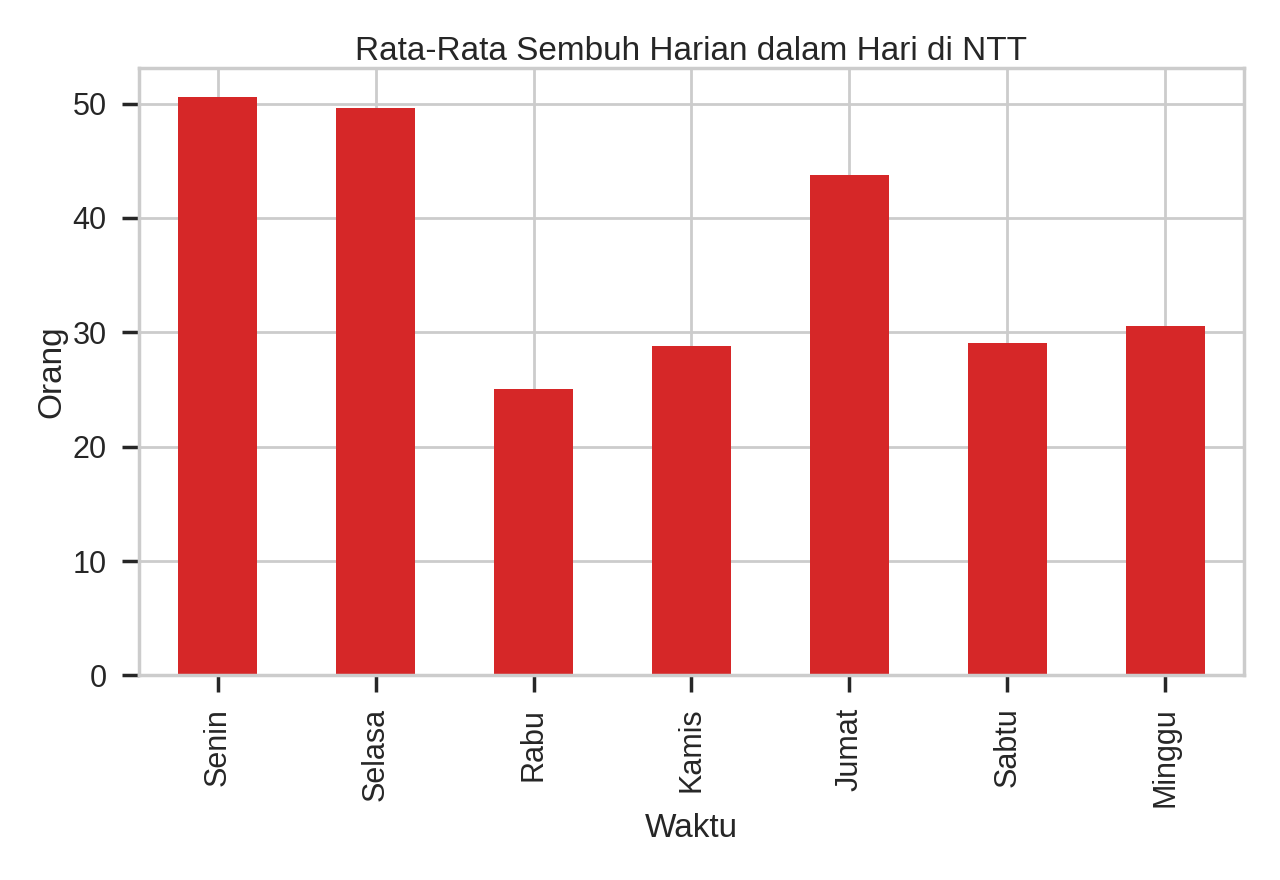 Rata-Rata Sembuh Harian dalam Hari di NTT
Orang
50
40
30
20
10
0
Senin
Selasa
Rabu
Kamis
Jumat
Sabtu
Minggu
Waktu